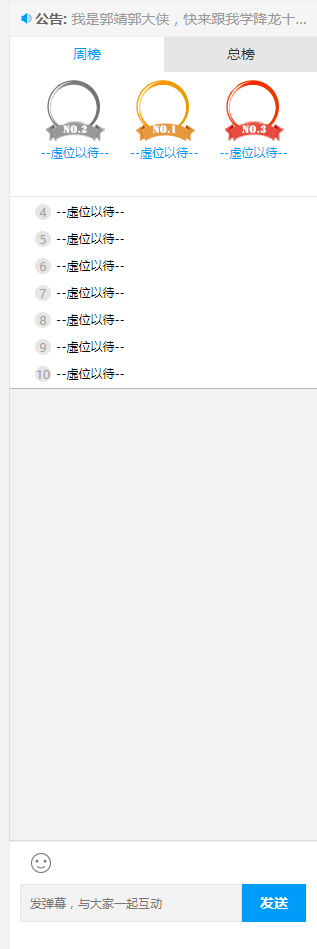 公告: 我是郭靖郭大侠，快来跟我学降龙十...
周榜 总榜
NO.2 NO.1 NO.3
--虚位以待-- --虚位以待-- --虚位以待--
4 --虚位以待--
5 --虚位以待--
6 --虚位以待--
7 --虚位以待--
8 --虚位以待--
9 --虚位以待--
10 --虚位以待--
发弹幕，与大家一起互动 发送